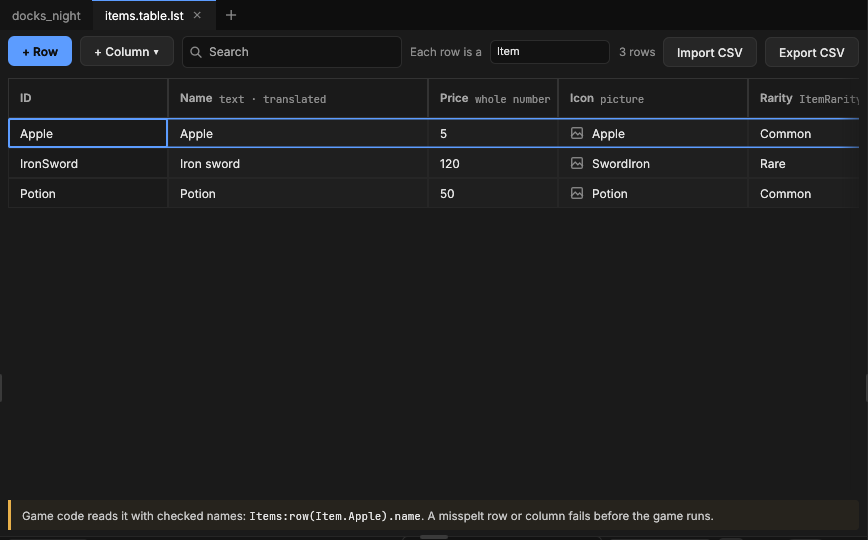 docks_night items.table.lst
+ Row + Column Search Each row is a Item 3 rows Import CSV Export CSV
ID Name text · translated Price whole number Icon picture Rarity ItemRarity
Apple Apple 5 Apple Common
IronSword Iron sword 120 SwordIron Rare
Potion Potion 50 Potion Common
Game code reads it with checked names: Items:row(Item.Apple).name. A misspelt row or column fails before the game runs.